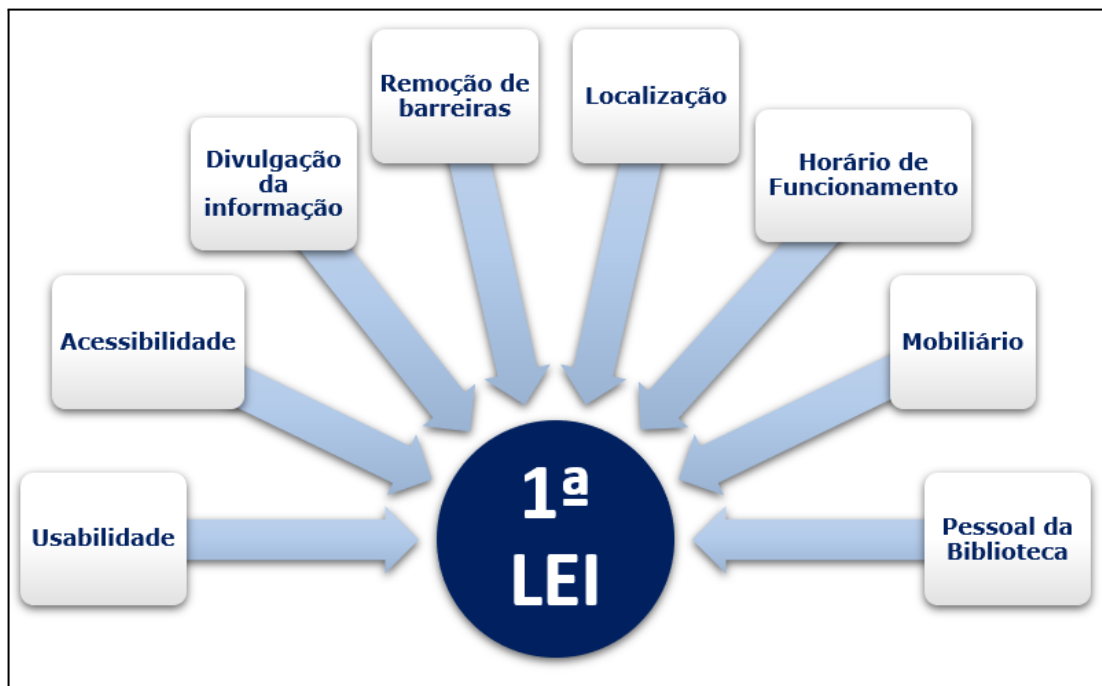 Remoção de
barreiras
Localização
Divulgação
da
informação
Horário de
Funcionamento
Acessibilidade
Mobiliário
Usabilidade
Pessoal da
Biblioteca
1ª
LEI